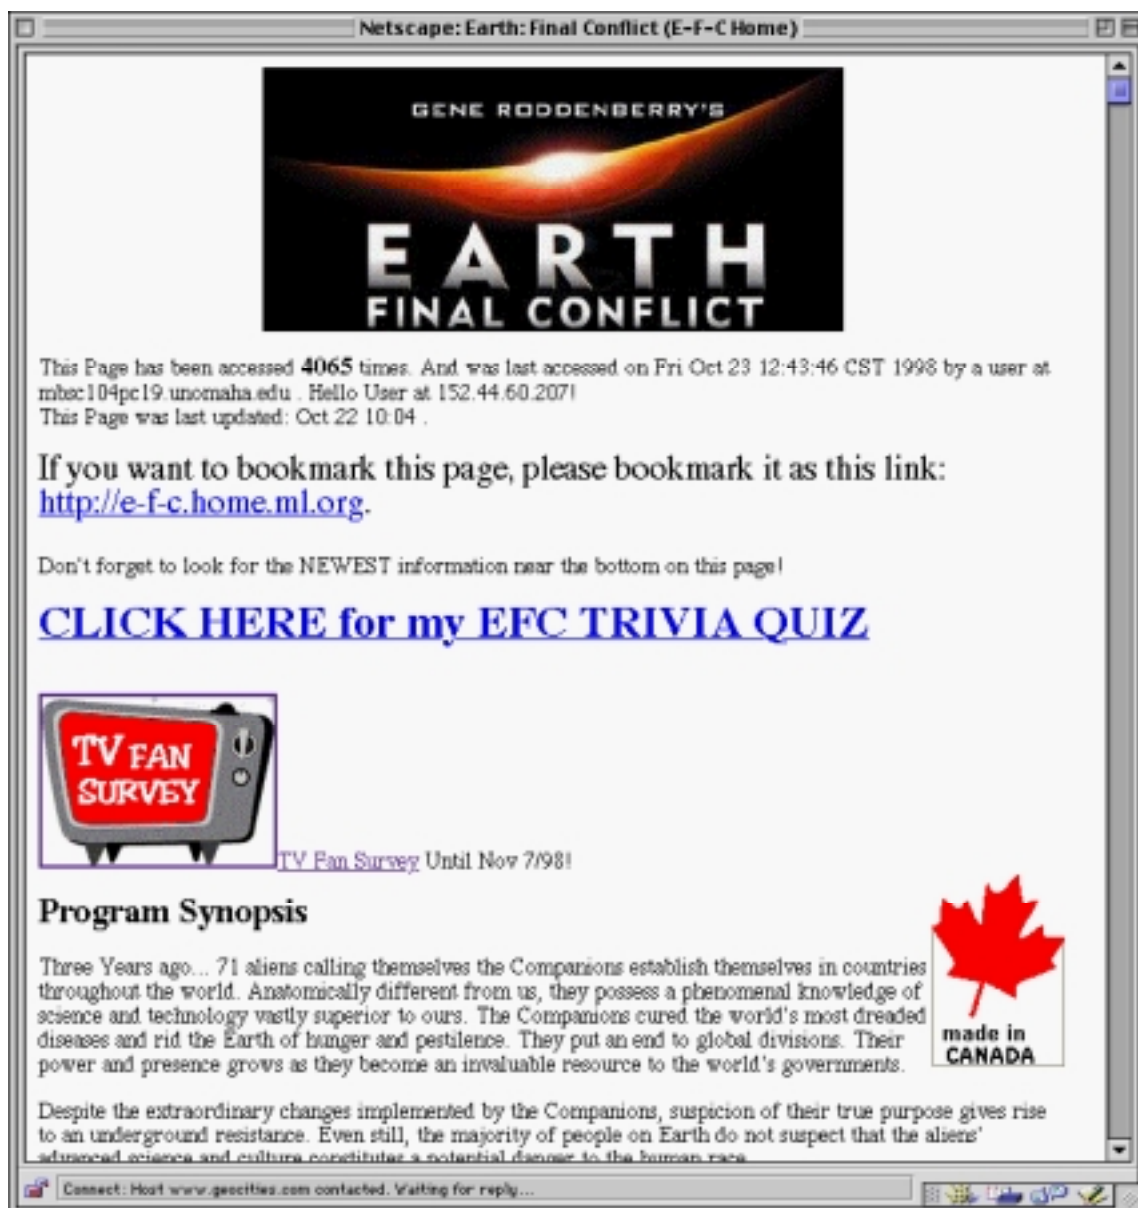 Netscape: Earth: Final Conflict (E-F-C Home)
GENE RODDENBERRY'S
EARTH
FINAL CONFLICT
This Page has been accessed 4065 times. And was last accessed on Fri Oct 23 12:43:46 CST 1998 by a user at
mbsc104pc19.unomaha.edu . Hello User at 152.44.60.207!
This Page was last updated: Oct 22 10:04 .
If you want to bookmark this page, please bookmark it as this link:
http://e-f-c.home.ml.org.
Don't forget to look for the NEWEST information near the bottom on this page!
CLICK HERE for my EFC TRIVIA QUIZ
TV FAN
SURVEY
TV Fan Survey Until Nov 7/98!
Program Synopsis
Three Years ago... 71 aliens calling themselves the Companions establish themselves in countries
throughout the world. Anatomically different from us, they possess a phenomenal knowledge of
science and technology vastly superior to ours. The Companions cured the world's most dreaded
diseases and rid the Earth of hunger and pestilence. They put an end to global divisions. Their
power and presence grows as they become an invaluable resource to the world's governments.
made in
CANADA
Despite the extraordinary changes implemented by the Companions, suspicion of their true purpose gives rise
to an underground resistance. Even still, the majority of people on Earth do not suspect that the aliens'
advanced science and culture constitutes a potential danger to the human race.
Connect: Host www.geocities.com contacted. Waiting for reply...